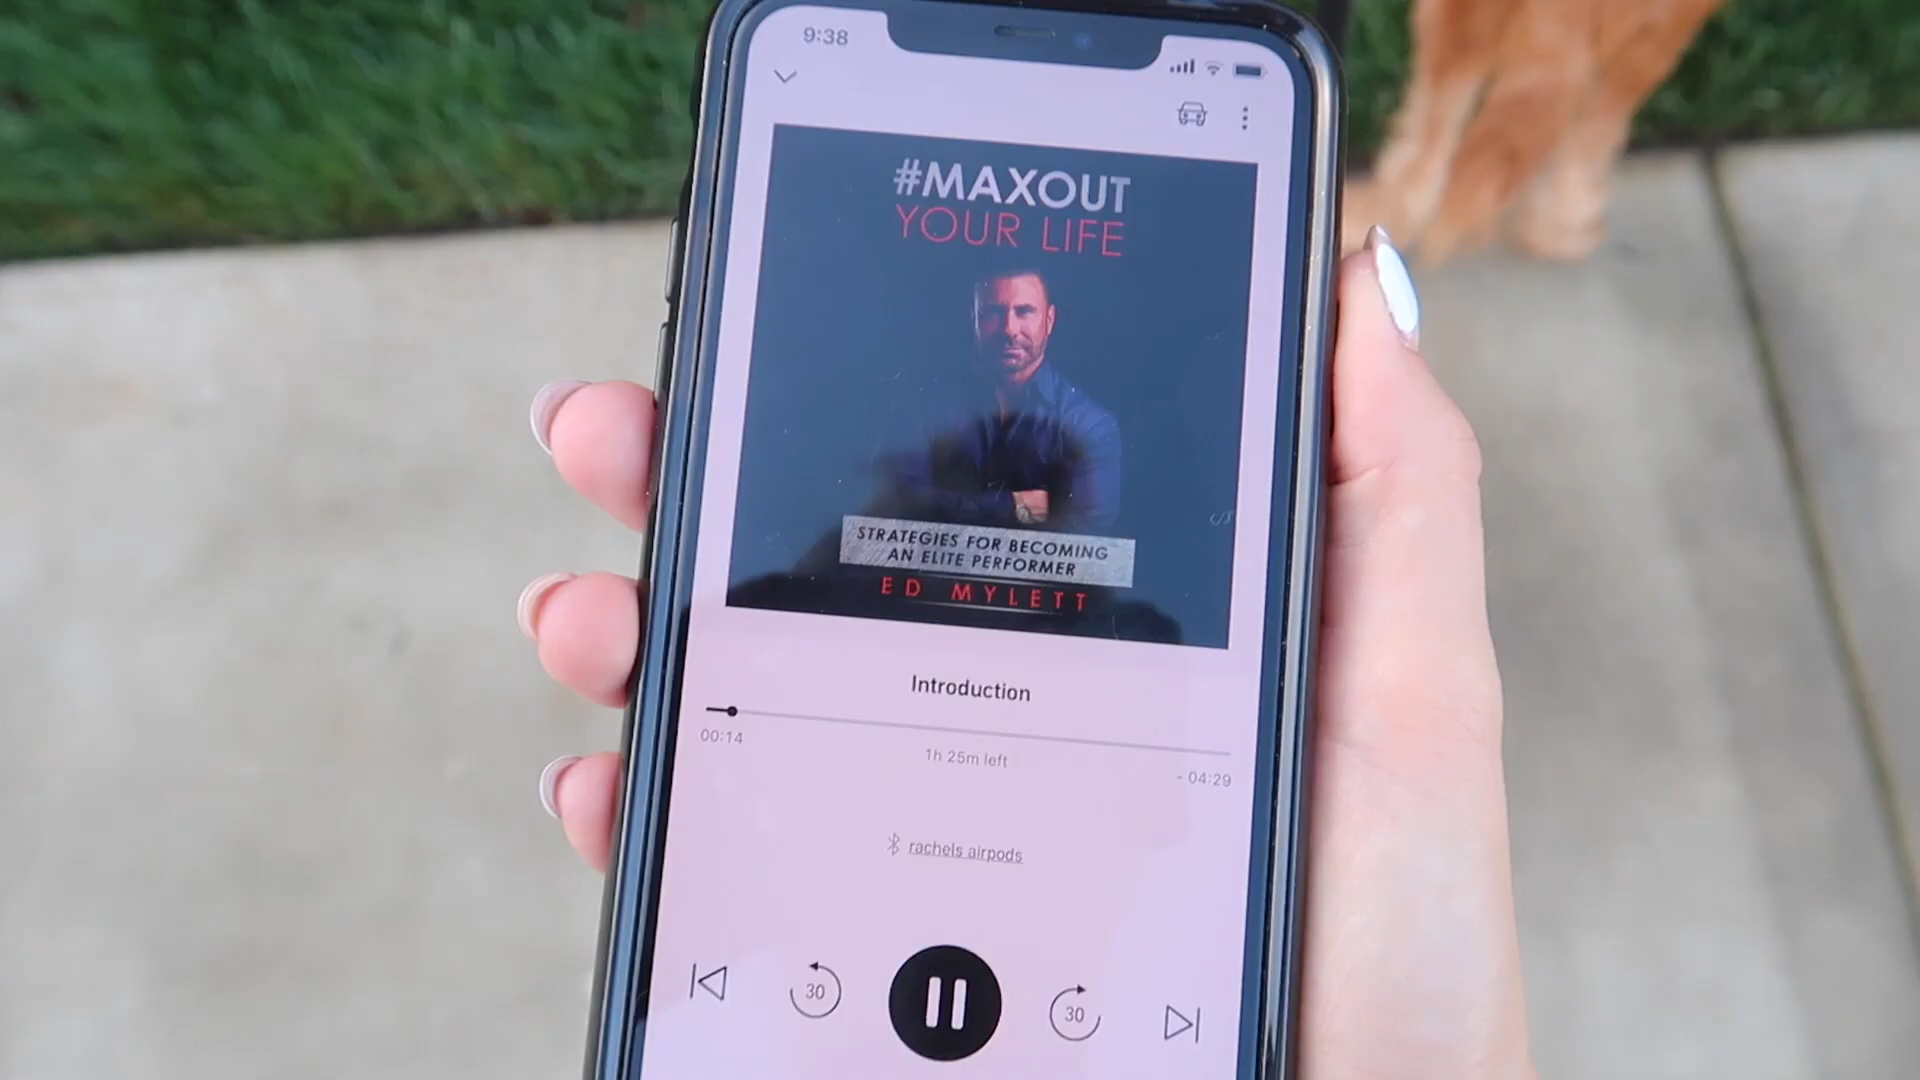 9:38
#MAXOUT
YOUR LIFE
STRATEGIES FOR BECOMING
AN ELITE PERFORMER
ED MYLETT
Introduction
00:14
1h 25m left
- 04:29
rachels airpods
30
30